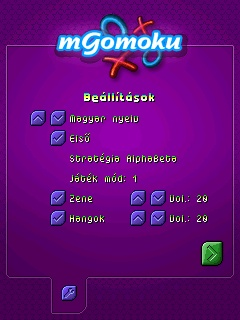 mGomoku
Beállítások
Magyar nyelv
Első
Stratégia AlphaBeta
Játék mód: 1
Zene Vol.: 20
Hangok Vol.: 20